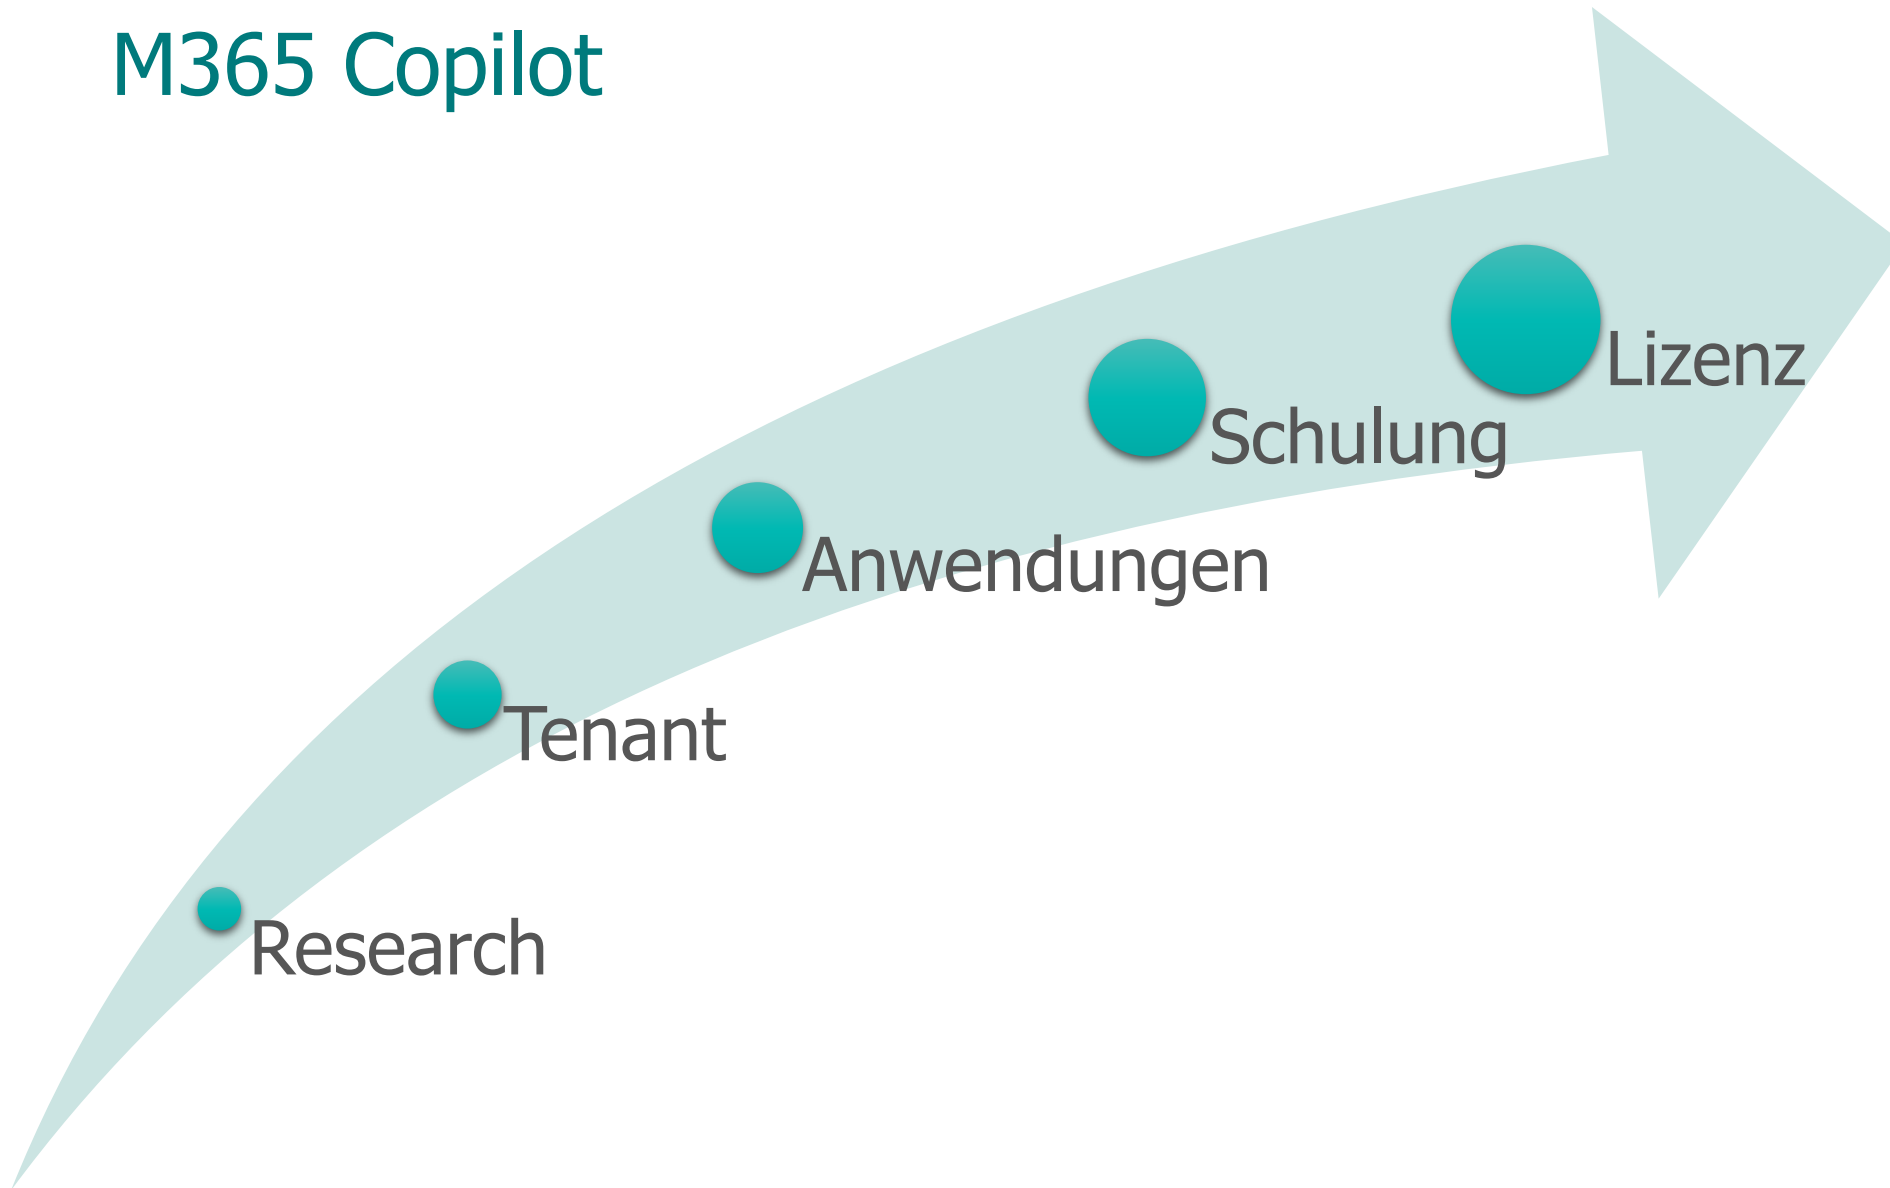 M365 Copilot
Lizenz
Schulung
Anwendungen
Tenant
Research